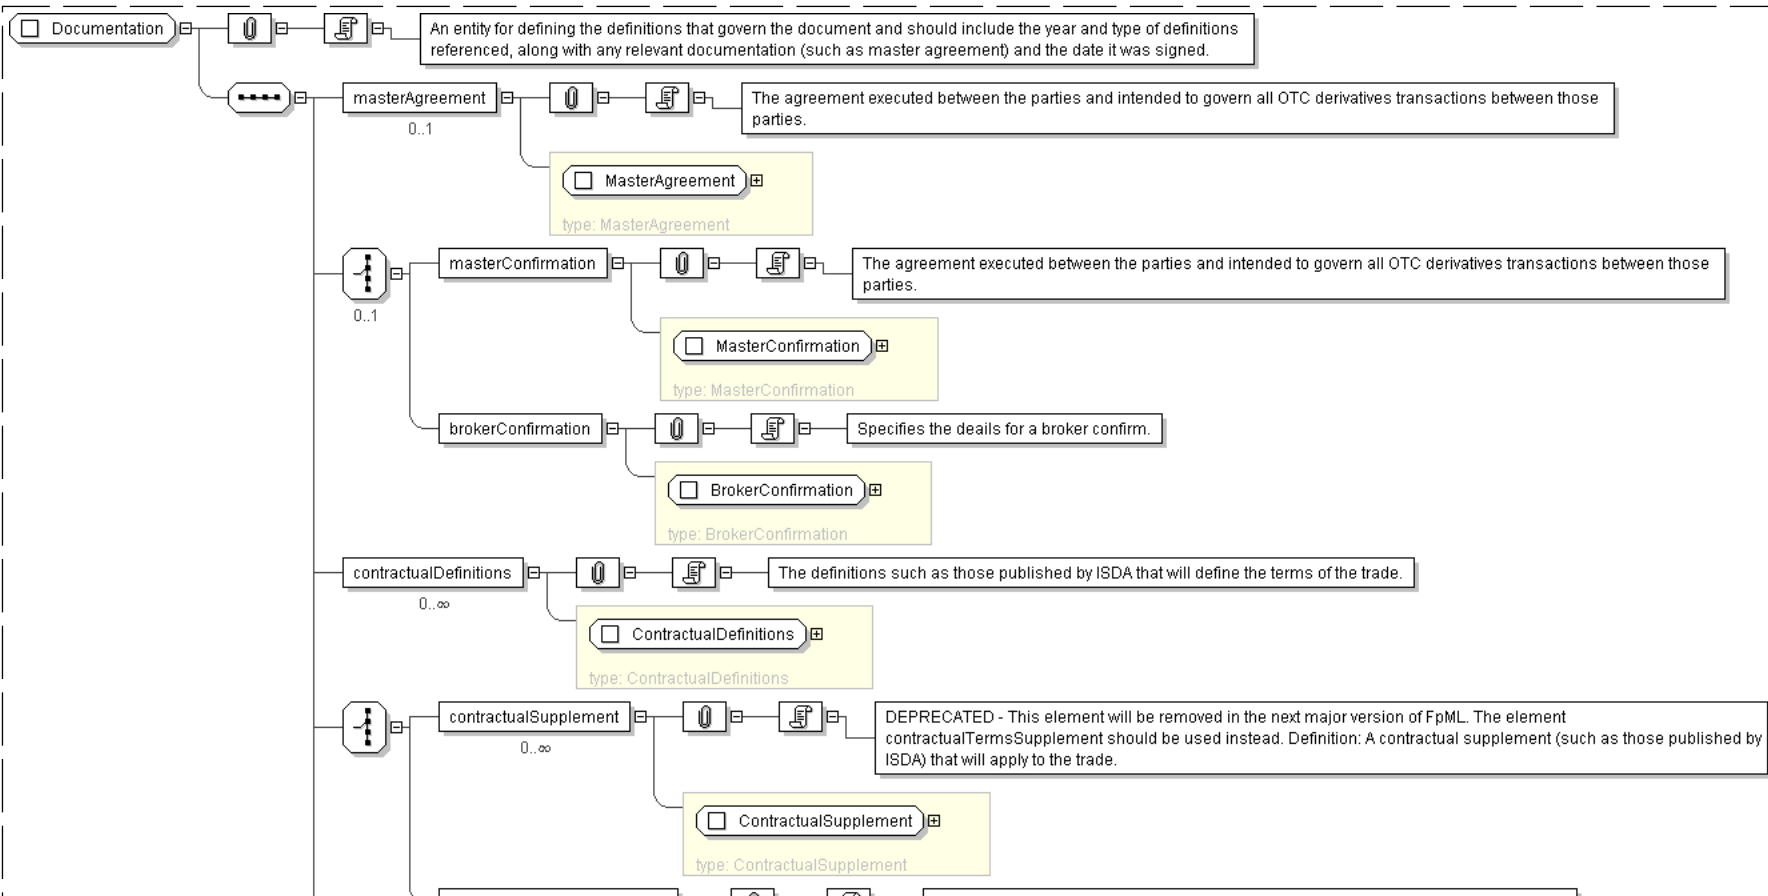 Documentation
An entity for defining the definitions that govern the document and should include the year and type of definitions
referenced, along with any relevant documentation (such as master agreement) and the date it was signed.
masterAgreement
0..1
The agreement executed between the parties and intended to govern all OTC derivatives transactions between those
parties.
MasterAgreement
type: MasterAgreement
0..1
masterConfirmation
The agreement executed between the parties and intended to govern all OTC derivatives transactions between those
parties.
MasterConfirmation
type: MasterConfirmation
brokerConfirmation
Specifies the deails for a broker confirm.
BrokerConfirmation
type: BrokerConfirmation
contractualDefinitions
0..∞
The definitions such as those published by ISDA that will define the terms of the trade.
ContractualDefinitions
type: ContractualDefinitions
contractualSupplement
0..∞
DEPRECATED - This element will be removed in the next major version of FpML. The element
contractualTermsSupplement should be used instead. Definition: A contractual supplement (such as those published by
ISDA) that will apply to the trade.
ContractualSupplement
type: ContractualSupplement